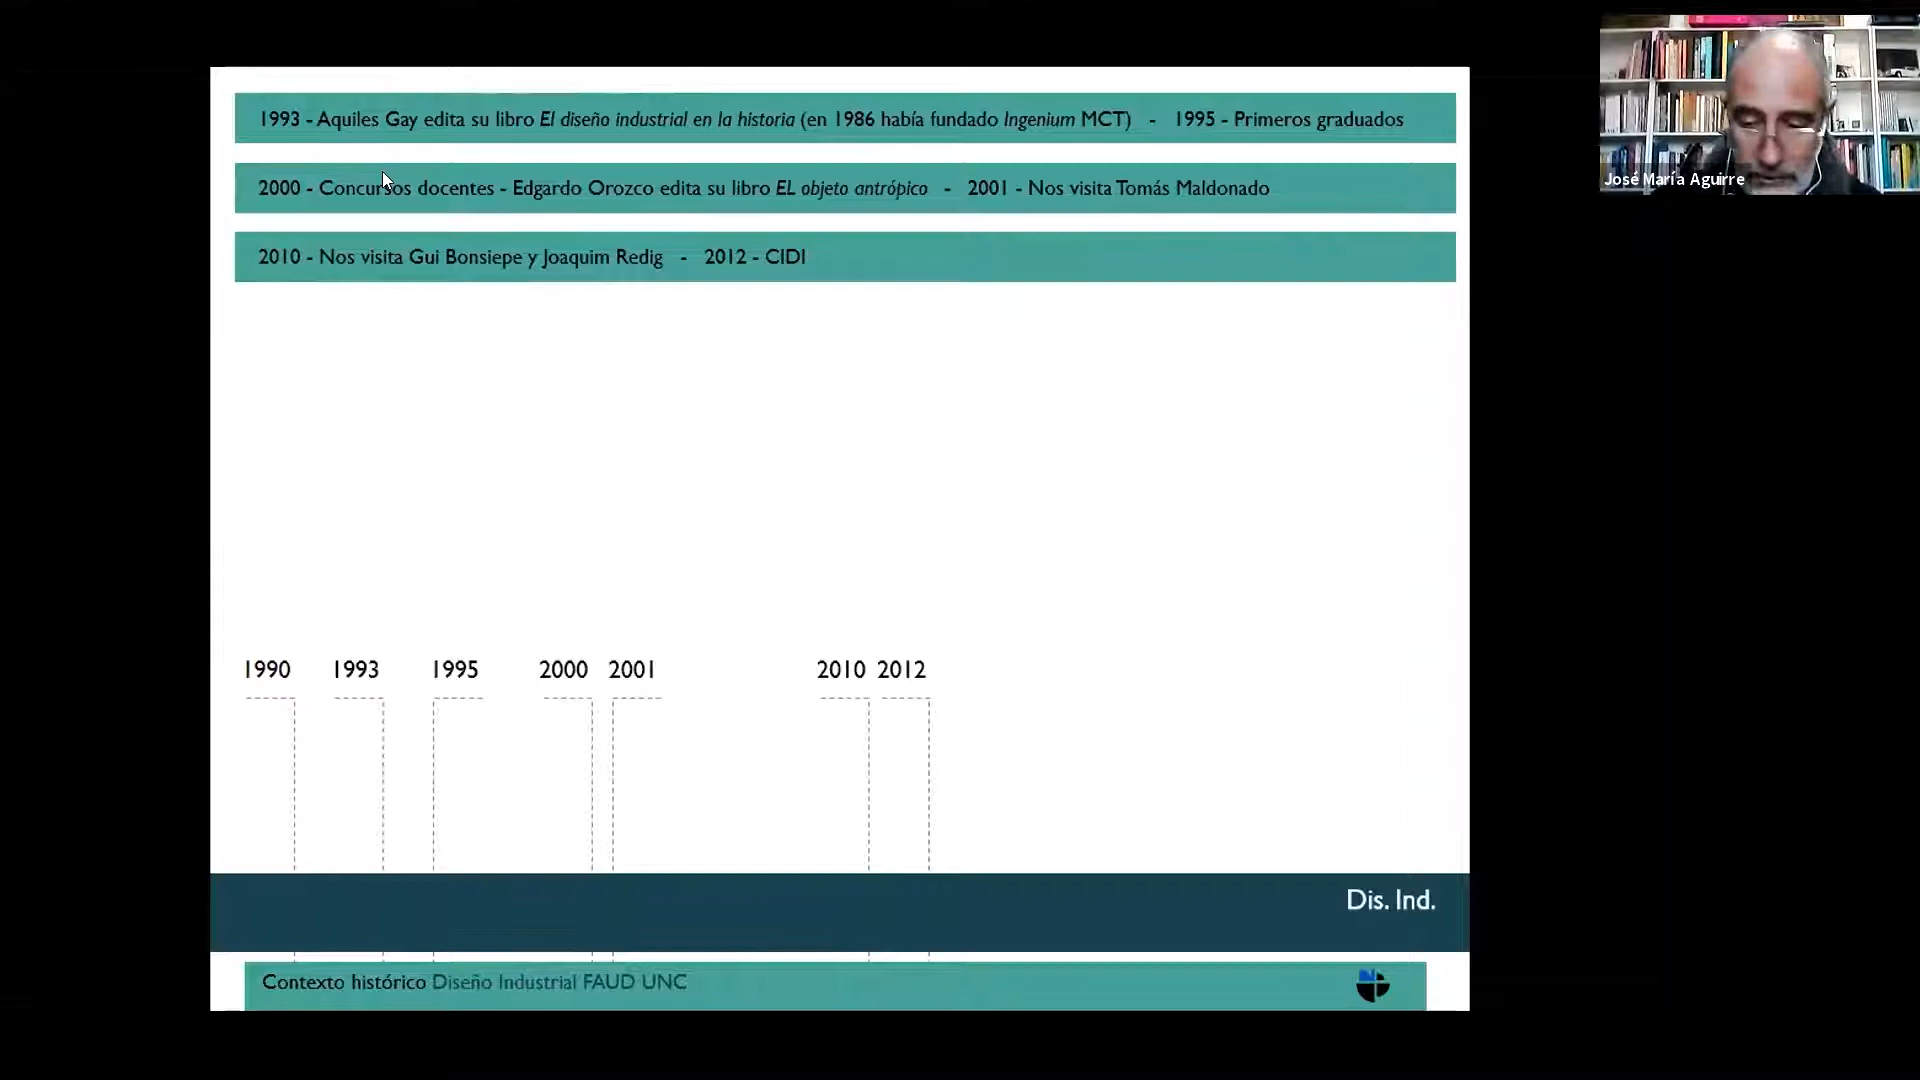 1993 - Aquiles Gay edita su libro El diseño industrial en la historia (en 1986 había fundado Ingenium MCT) - 1995 - Primeros graduados
2000 - Concursos docentes - Edgardo Orozco edita su libro EL objeto antrópico - 2001 - Nos visita Tomás Maldonado
2010 - Nos visita Gui Bonsiepe y Joaquim Redig - 2012 - CIDI
1990 1993 1995 2000 2001 2010 2012
Dis. Ind.
Contexto histórico Diseño Industrial FAUD UNC
José María Aguirre